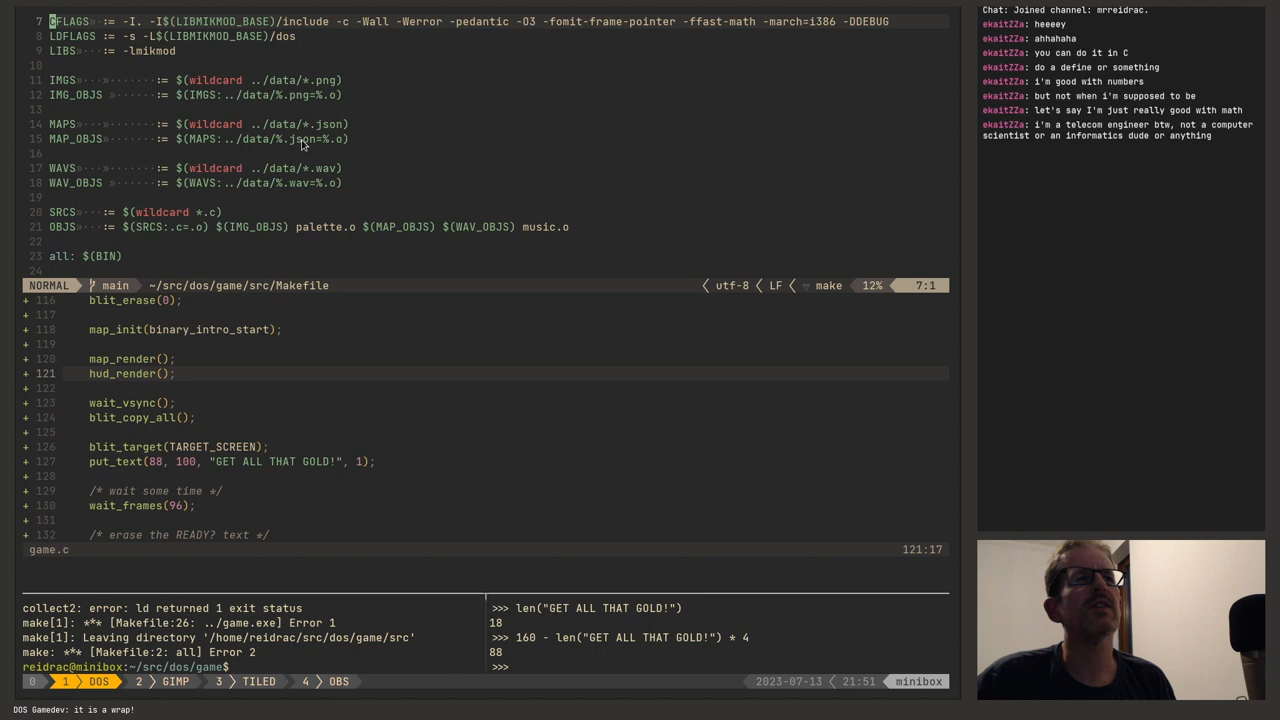 7 CFLAGS := -I. -I$(LIBMIKMOD_BASE)/include -c -Wall -Werror -pedantic -O3 -fomit-frame-pointer -ffast-math -march=i386 -DDEBUG
8 LDFLAGS := -s -L$(LIBMIKMOD_BASE)/dos
9 LIBS»···:= -lmikmod
10
11 IMGS»···»·······:= $(wildcard ../data/*.png)
12 IMG_OBJS »······:= $(IMGS:../data/%.png=%.o)
13
14 MAPS»···»·······:= $(wildcard ../data/*.json)
15 MAP_OBJS»·······:= $(MAPS:../data/%.json=%.o)
16
17 WAVS»···»·······:= $(wildcard ../data/*.wav)
18 WAV_OBJS »······:= $(WAVS:../data/%.wav=%.o)
19
20 SRCS»···:= $(wildcard *.c)
21 OBJS»···:= $(SRCS:.c=.o) $(IMG_OBJS) palette.o $(MAP_OBJS) $(WAV_OBJS) music.o
22
23 all: $(BIN)
24
NORMAL main ~/src/dos/game/src/Makefile utf-8 LF make 12% 7:1
+ 116 blit_erase(0);
+ 117
+ 118 map_init(binary_intro_start);
+ 119
+ 120 map_render();
+ 121 hud_render();
+ 122
+ 123 wait_vsync();
+ 124 blit_copy_all();
+ 125
+ 126 blit_target(TARGET_SCREEN);
+ 127 put_text(88, 100, "GET ALL THAT GOLD!", 1);
+ 128
+ 129 /* wait some time */
+ 130 wait_frames(96);
+ 131
+ 132 /* erase the READY? text */
game.c 121:17
collect2: error: ld returned 1 exit status
make[1]: *** [Makefile:26: ../game.exe] Error 1
make[1]: Leaving directory '/home/reidrac/src/dos/game/src'
make: *** [Makefile:2: all] Error 2
reidrac@minibox:~/src/dos/game$
>>> len("GET ALL THAT GOLD!")
18
>>> 160 - len("GET ALL THAT GOLD!") * 4
88
>>>
0 1 DOS 2 GIMP 3 TILED 4 OBS 2023-07-13 21:51 minibox
DOS Gamedev: it is a wrap!
Chat: Joined channel: mrreidrac.
ekaitZZa: heeeey
ekaitZZa: ahhahaha
ekaitZZa: you can do it in C
ekaitZZa: do a define or something
ekaitZZa: i'm good with numbers
ekaitZZa: but not when i'm supposed to be
ekaitZZa: let's say I'm just really good with math
ekaitZZa: i'm a telecom engineer btw, not a computer
scientist or an informatics dude or anything